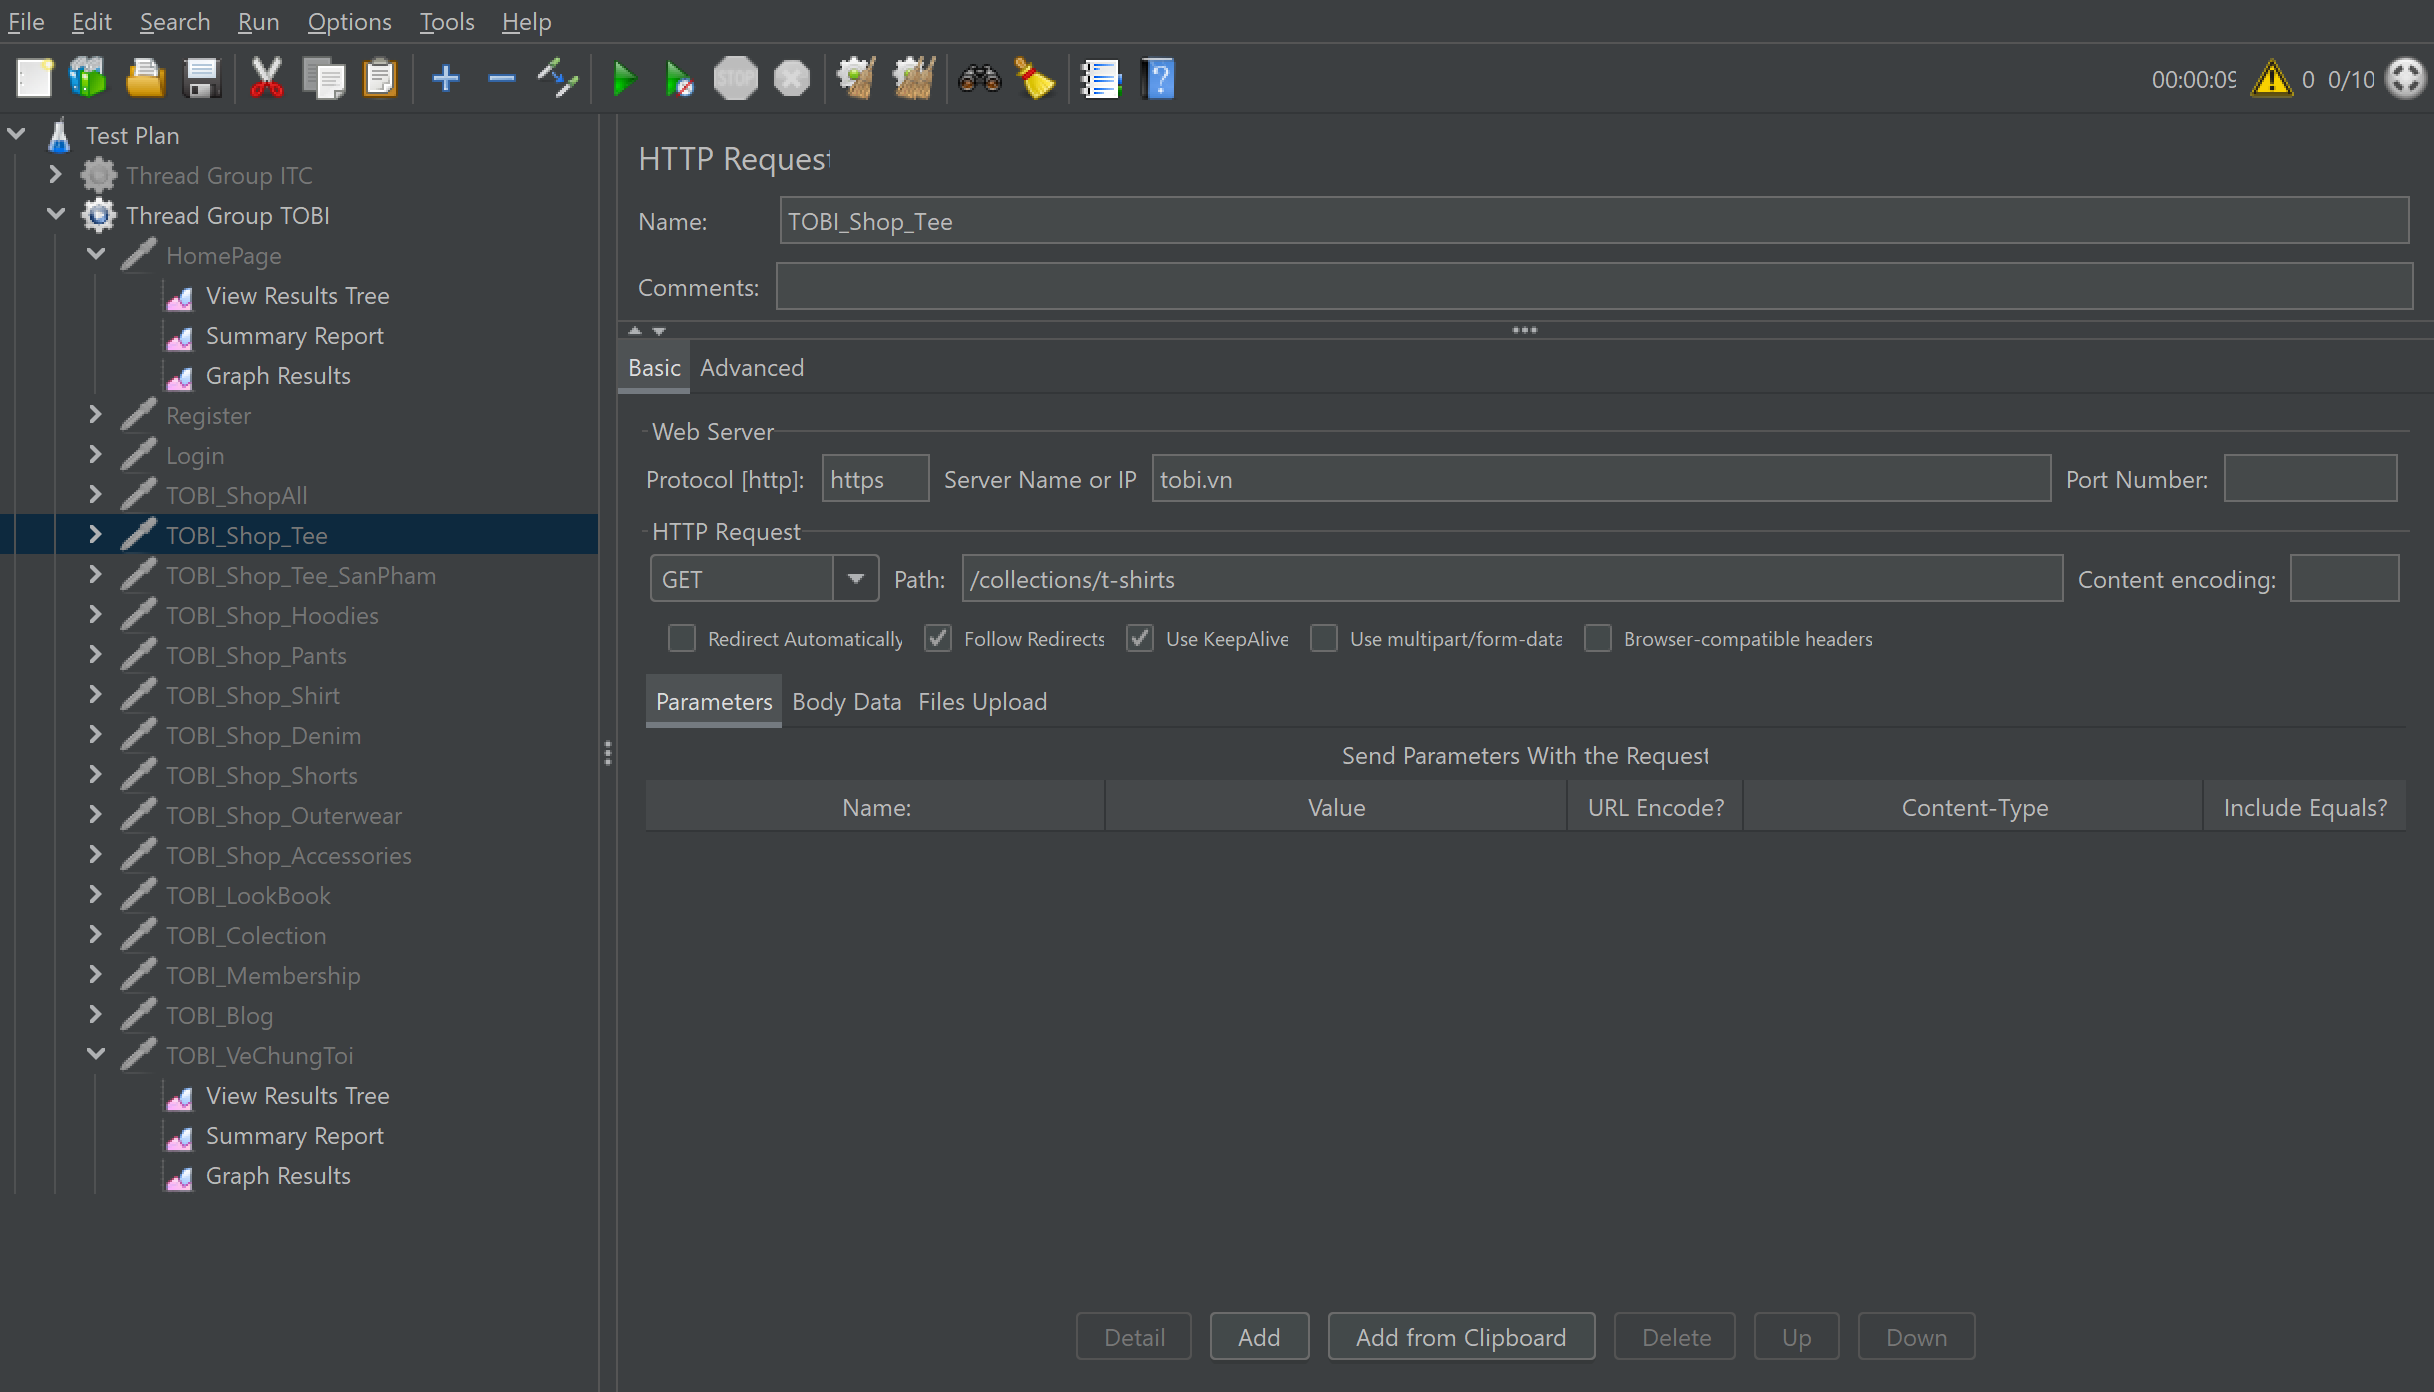 File Edit Search Run Options Tools Help
STOP
00:00:09 0 0/10
Test Plan
Thread Group ITC
Thread Group TOBI
HomePage
View Results Tree
Summary Report
Graph Results
Register
Login
TOBI_ShopAll
TOBI_Shop_Tee
TOBI_Shop_Tee_SanPham
TOBI_Shop_Hoodies
TOBI_Shop_Pants
TOBI_Shop_Shirt
TOBI_Shop_Denim
TOBI_Shop_Shorts
TOBI_Shop_Outerwear
TOBI_Shop_Accessories
TOBI_LookBook
TOBI_Colection
TOBI_Membership
TOBI_Blog
TOBI_VeChungToi
View Results Tree
Summary Report
Graph Results
HTTP Request
Name: TOBI_Shop_Tee
Comments:
Basic Advanced
Web Server
Protocol [http]: https Server Name or IP tobi.vn Port Number:
HTTP Request
GET Path: /collections/t-shirts Content encoding:
Redirect Automatically Follow Redirects Use KeepAlive Use multipart/form-data Browser-compatible headers
Parameters Body Data Files Upload
Send Parameters With the Request
Name: Value URL Encode? Content-Type Include Equals?
Detail Add Add from Clipboard Delete Up Down